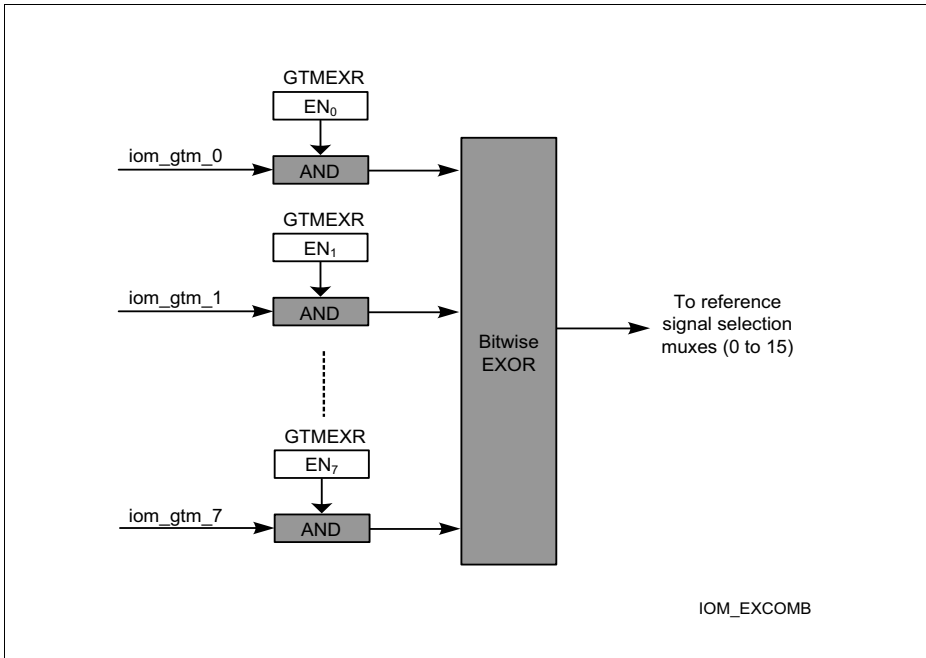 GTMEXR
EN₀
iom_gtm_0
AND
GTMEXR
EN₁
iom_gtm_1
AND
Bitwise
EXOR
To reference
signal selection
muxes (0 to 15)
GTMEXR
EN₇
iom_gtm_7
AND
IOM_EXCOMB